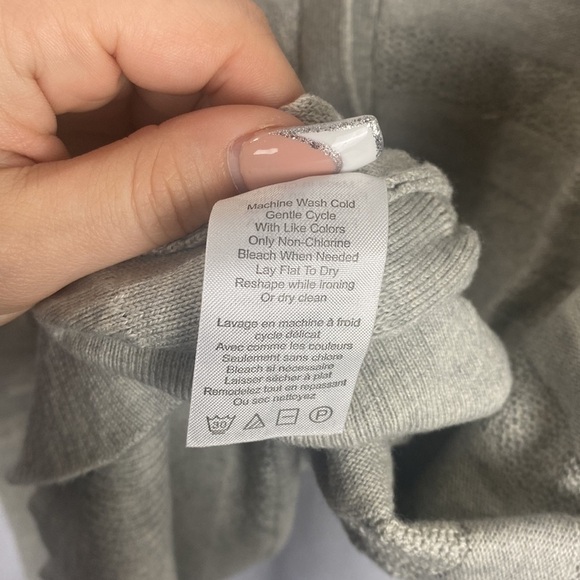 Machine Wash Cold
Gentle Cycle
With Like Colors
Only Non-Chlorine
Bleach When Needed
Lay Flat To Dry
Reshape while ironing
Or dry clean
Lavage en machine à froid
cycle délicat
Avec comme les couleurs
Seulement sans chlore
Bleach si nécessaire
Laisser sécher à plat
Remodelez tout en repassant
Ou sec nettoyez
30 P